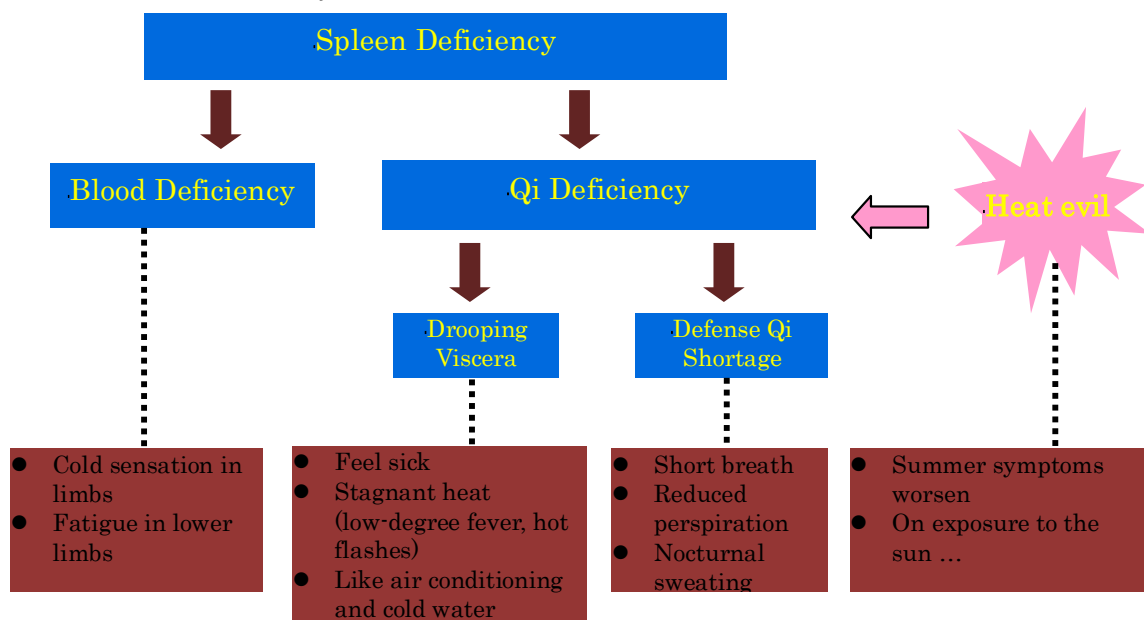 Spleen Deficiency
Blood Deficiency
Qi Deficiency
Heat evil
Drooping
Viscera
Defense Qi
Shortage
● Cold sensation in
limbs
● Fatigue in lower
limbs
● Feel sick
● Stagnant heat
(low-degree fever, hot
flashes)
● Like air conditioning
and cold water
● Short breath
● Reduced
perspiration
● Nocturnal
sweating
● Summer symptoms
worsen
● On exposure to the
sun …